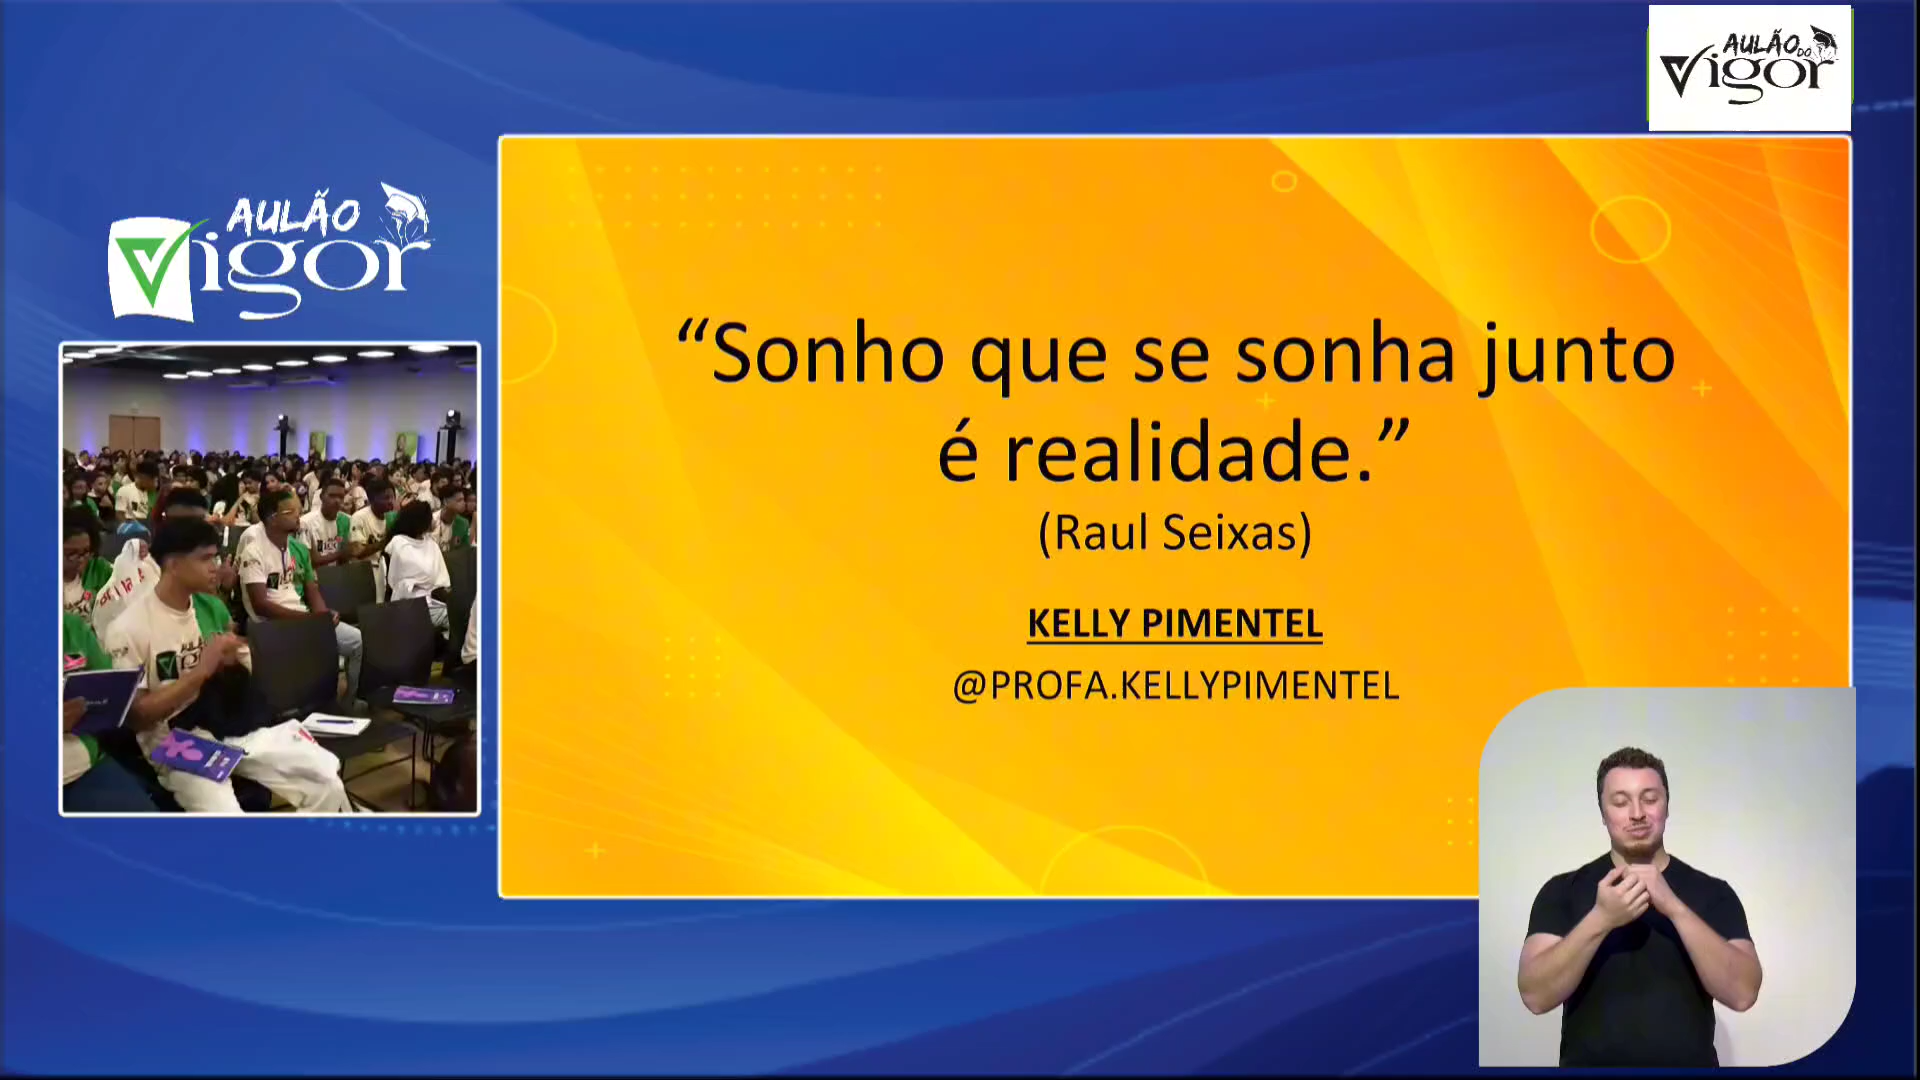 AULÃO DO
Vigor
AULÃO
Vigor
“Sonho que se sonha junto
é realidade.”
(Raul Seixas)
KELLY PIMENTEL
@PROFA.KELLYPIMENTEL